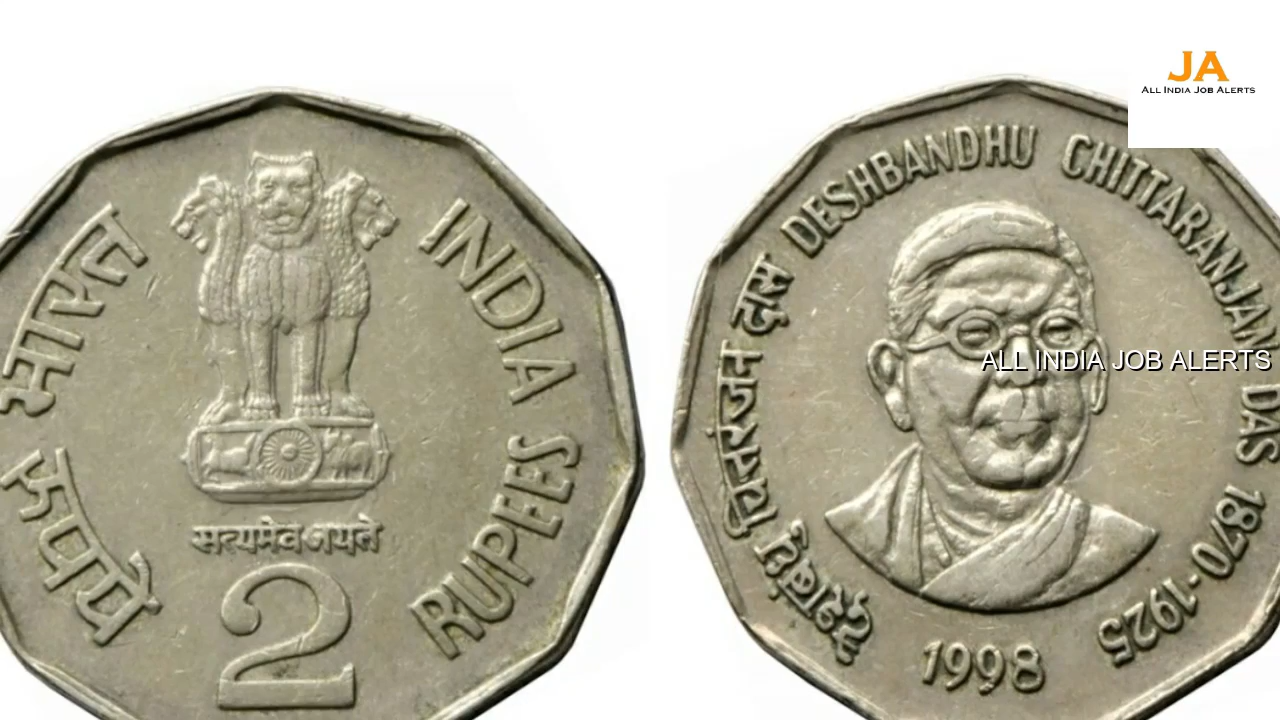 JA
ALL INDIA JOB ALERTS
भारत
INDIA
रूपये
RUPEES
सत्यमेव जयते
2
देशबंधु चित्तरंजन दास
DESHBANDHU CHITTARANJAN DAS 1870-1925
1998
ALL INDIA JOB ALERTS